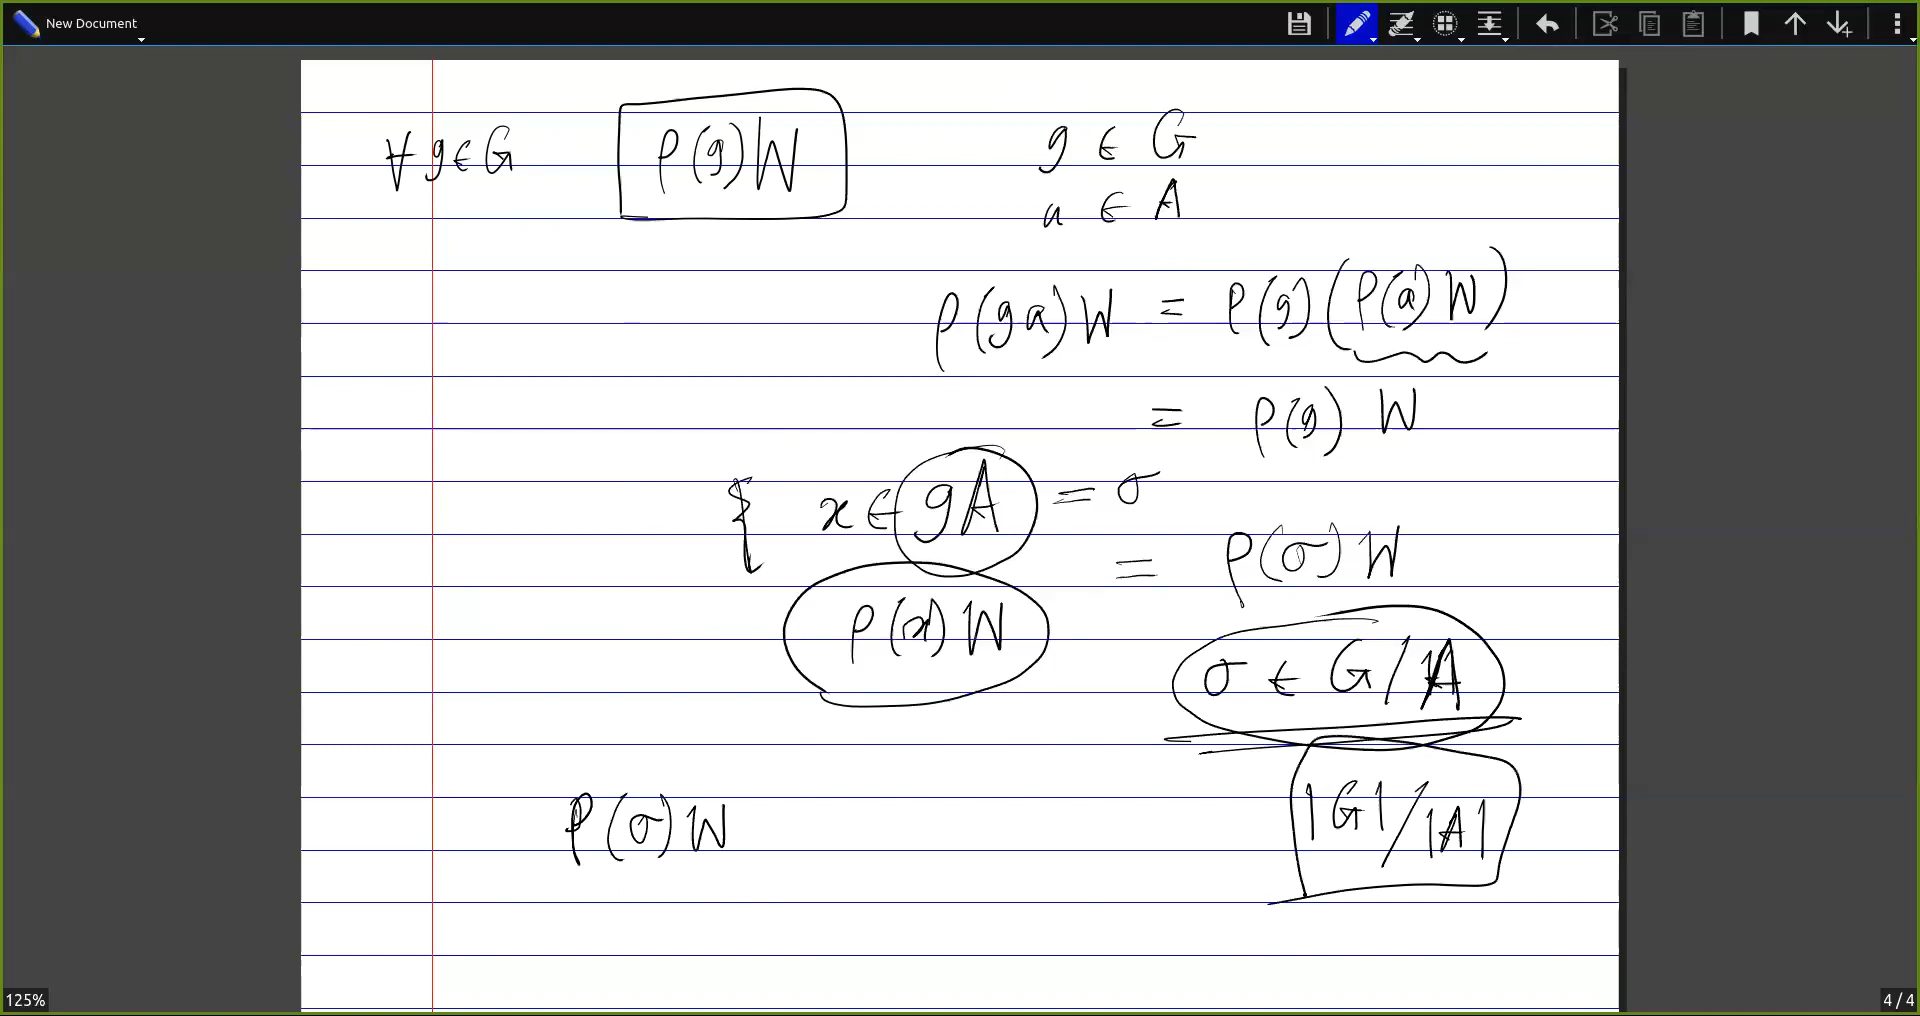 New Document
∀ g ∈ G ρ(g)W g ∈ G
a ∈ A
ρ(ga)W = ρ(g)(ρ(a)W)
= ρ(g) W
{ x ∈ gA = σ
= ρ(σ)W
ρ(x)W
σ ∈ G/A
ρ(σ)W |G|/|A|
125% 4 / 4